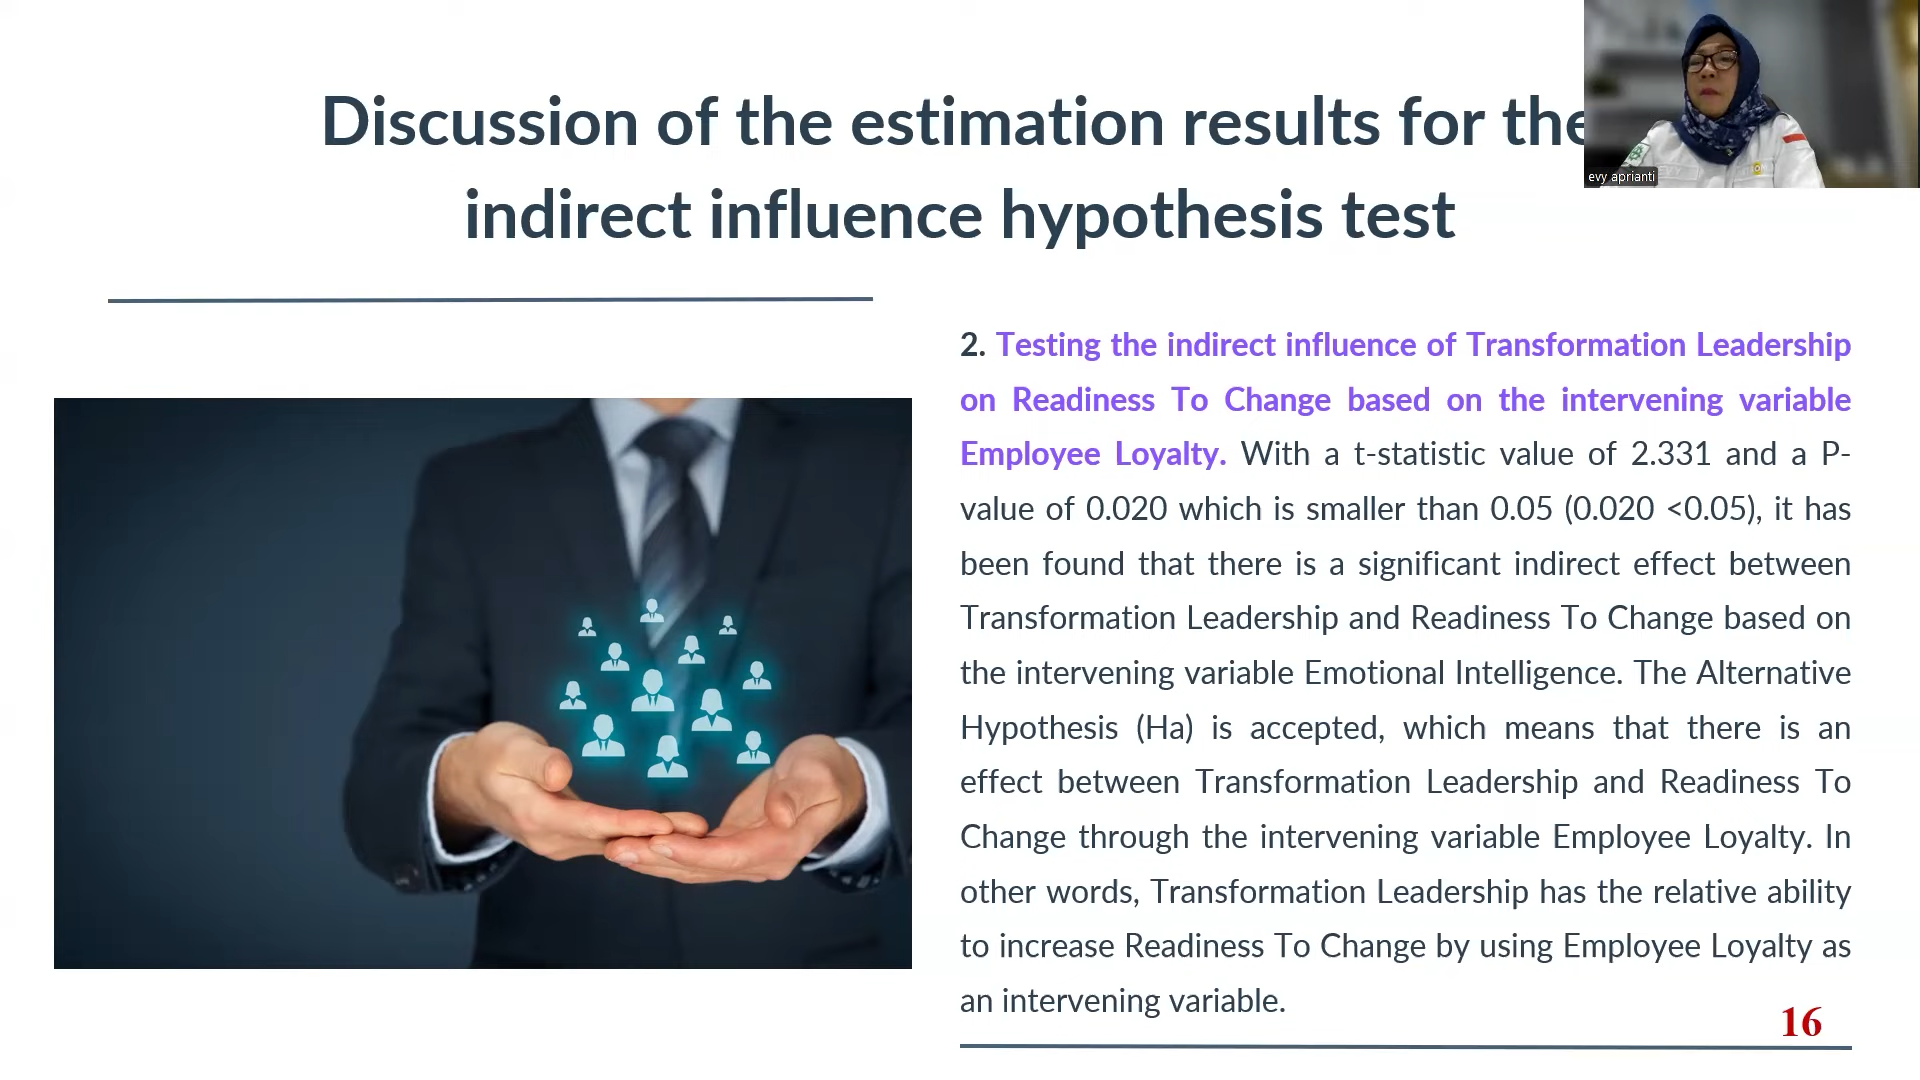 Discussion of the estimation results for the
indirect influence hypothesis test
evy aprianti
2. Testing the indirect influence of Transformation Leadership
on Readiness To Change based on the intervening variable
Employee Loyalty. With a t-statistic value of 2.331 and a P-
value of 0.020 which is smaller than 0.05 (0.020 <0.05), it has
been found that there is a significant indirect effect between
Transformation Leadership and Readiness To Change based on
the intervening variable Emotional Intelligence. The Alternative
Hypothesis (Ha) is accepted, which means that there is an
effect between Transformation Leadership and Readiness To
Change through the intervening variable Employee Loyalty. In
other words, Transformation Leadership has the relative ability
to increase Readiness To Change by using Employee Loyalty as
an intervening variable.
16